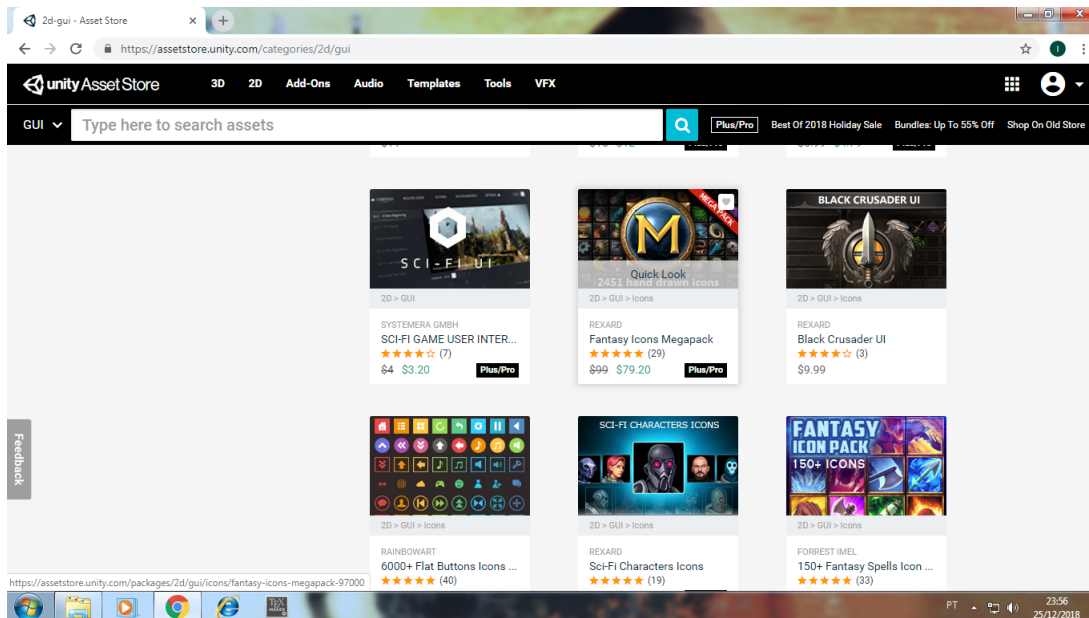 2d-gui - Asset Store
https://assetstore.unity.com/categories/2d/gui
unity Asset Store 3D 2D Add-Ons Audio Templates Tools VFX
GUI Type here to search assets Plus/Pro Best Of 2018 Holiday Sale Bundles: Up To 55% Off Shop On Old Store
SCI-FI UI
MEGA PACK
M
Quick Look
2451 hand drawn icons
BLACK CRUSADER UI
2D > GUI 2D > GUI > Icons 2D > GUI > Icons
SYSTEMERA GMBH REXARD REXARD
SCI-FI GAME USER INTER... Fantasy Icons Megapack Black Crusader UI
(7) (29) (3)
$4 $3.20 Plus/Pro $99 $79.20 Plus/Pro $9.99
Feedback
SCI-FI CHARACTERS ICONS
FANTASY
ICON PACK
150+ ICONS
2D > GUI > Icons 2D > GUI > Icons 2D > GUI > Icons
RAINBOWART REXARD FORREST IMEL
6000+ Flat Buttons Icons ... Sci-Fi Characters Icons 150+ Fantasy Spells Icon ...
(40) (19) (33)
https://assetstore.unity.com/packages/2d/gui/icons/fantasy-icons-megapack-97000
TEX
PT 23:56
25/12/2018